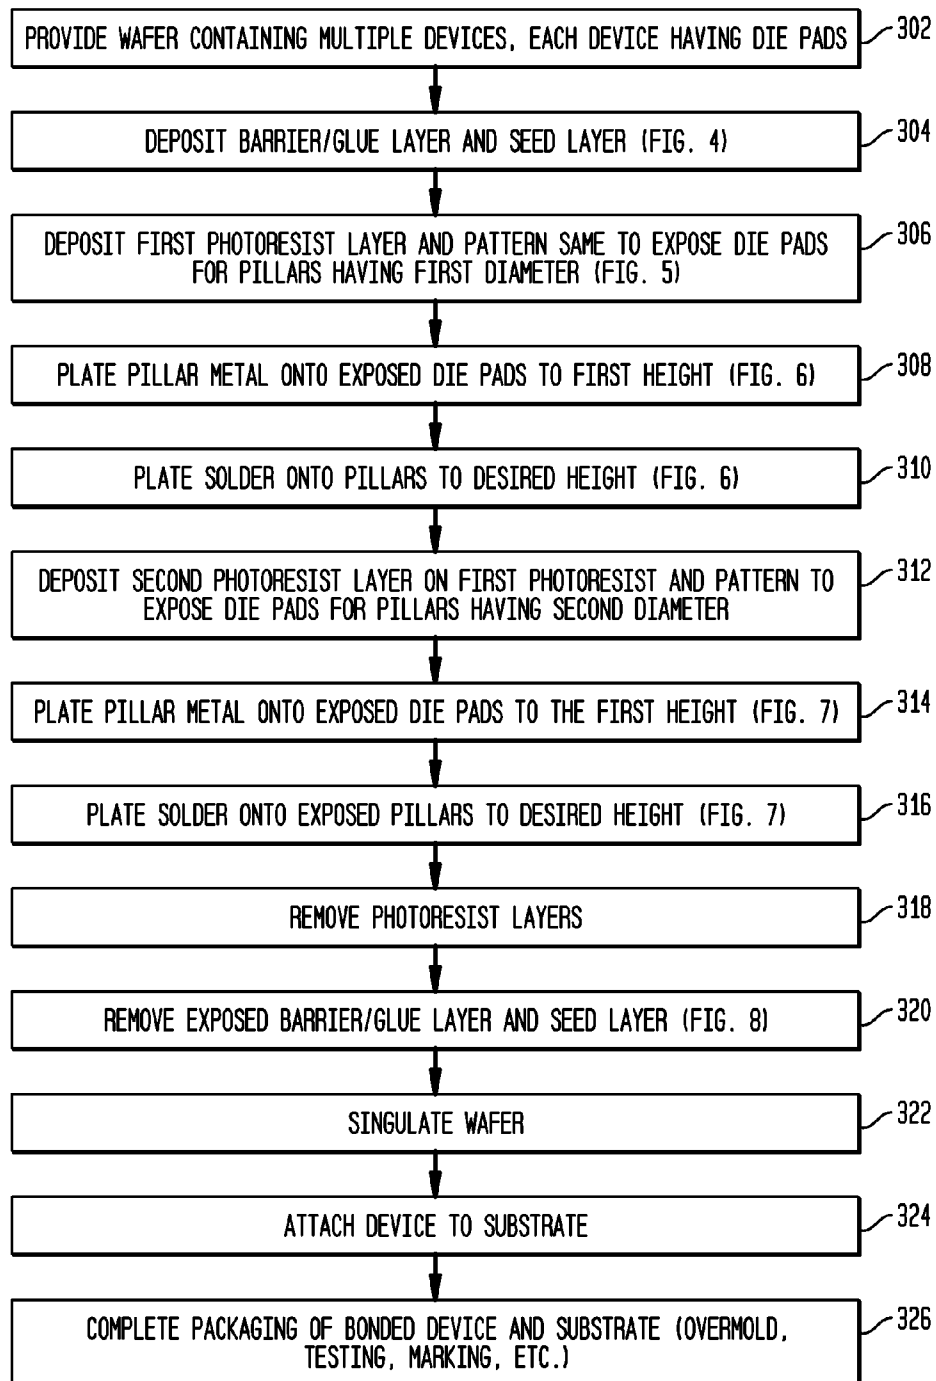 PROVIDE WAFER CONTAINING MULTIPLE DEVICES, EACH DEVICE HAVING DIE PADS
302
DEPOSIT BARRIER/GLUE LAYER AND SEED LAYER (FIG. 4)
304
DEPOSIT FIRST PHOTORESIST LAYER AND PATTERN SAME TO EXPOSE DIE PADS
FOR PILLARS HAVING FIRST DIAMETER (FIG. 5)
306
PLATE PILLAR METAL ONTO EXPOSED DIE PADS TO FIRST HEIGHT (FIG. 6)
308
PLATE SOLDER ONTO PILLARS TO DESIRED HEIGHT (FIG. 6)
310
DEPOSIT SECOND PHOTORESIST LAYER ON FIRST PHOTORESIST AND PATTERN TO
EXPOSE DIE PADS FOR PILLARS HAVING SECOND DIAMETER
312
PLATE PILLAR METAL ONTO EXPOSED DIE PADS TO THE FIRST HEIGHT (FIG. 7)
314
PLATE SOLDER ONTO EXPOSED PILLARS TO DESIRED HEIGHT (FIG. 7)
316
REMOVE PHOTORESIST LAYERS
318
REMOVE EXPOSED BARRIER/GLUE LAYER AND SEED LAYER (FIG. 8)
320
SINGULATE WAFER
322
ATTACH DEVICE TO SUBSTRATE
324
COMPLETE PACKAGING OF BONDED DEVICE AND SUBSTRATE (OVERMOLD,
TESTING, MARKING, ETC.)
326